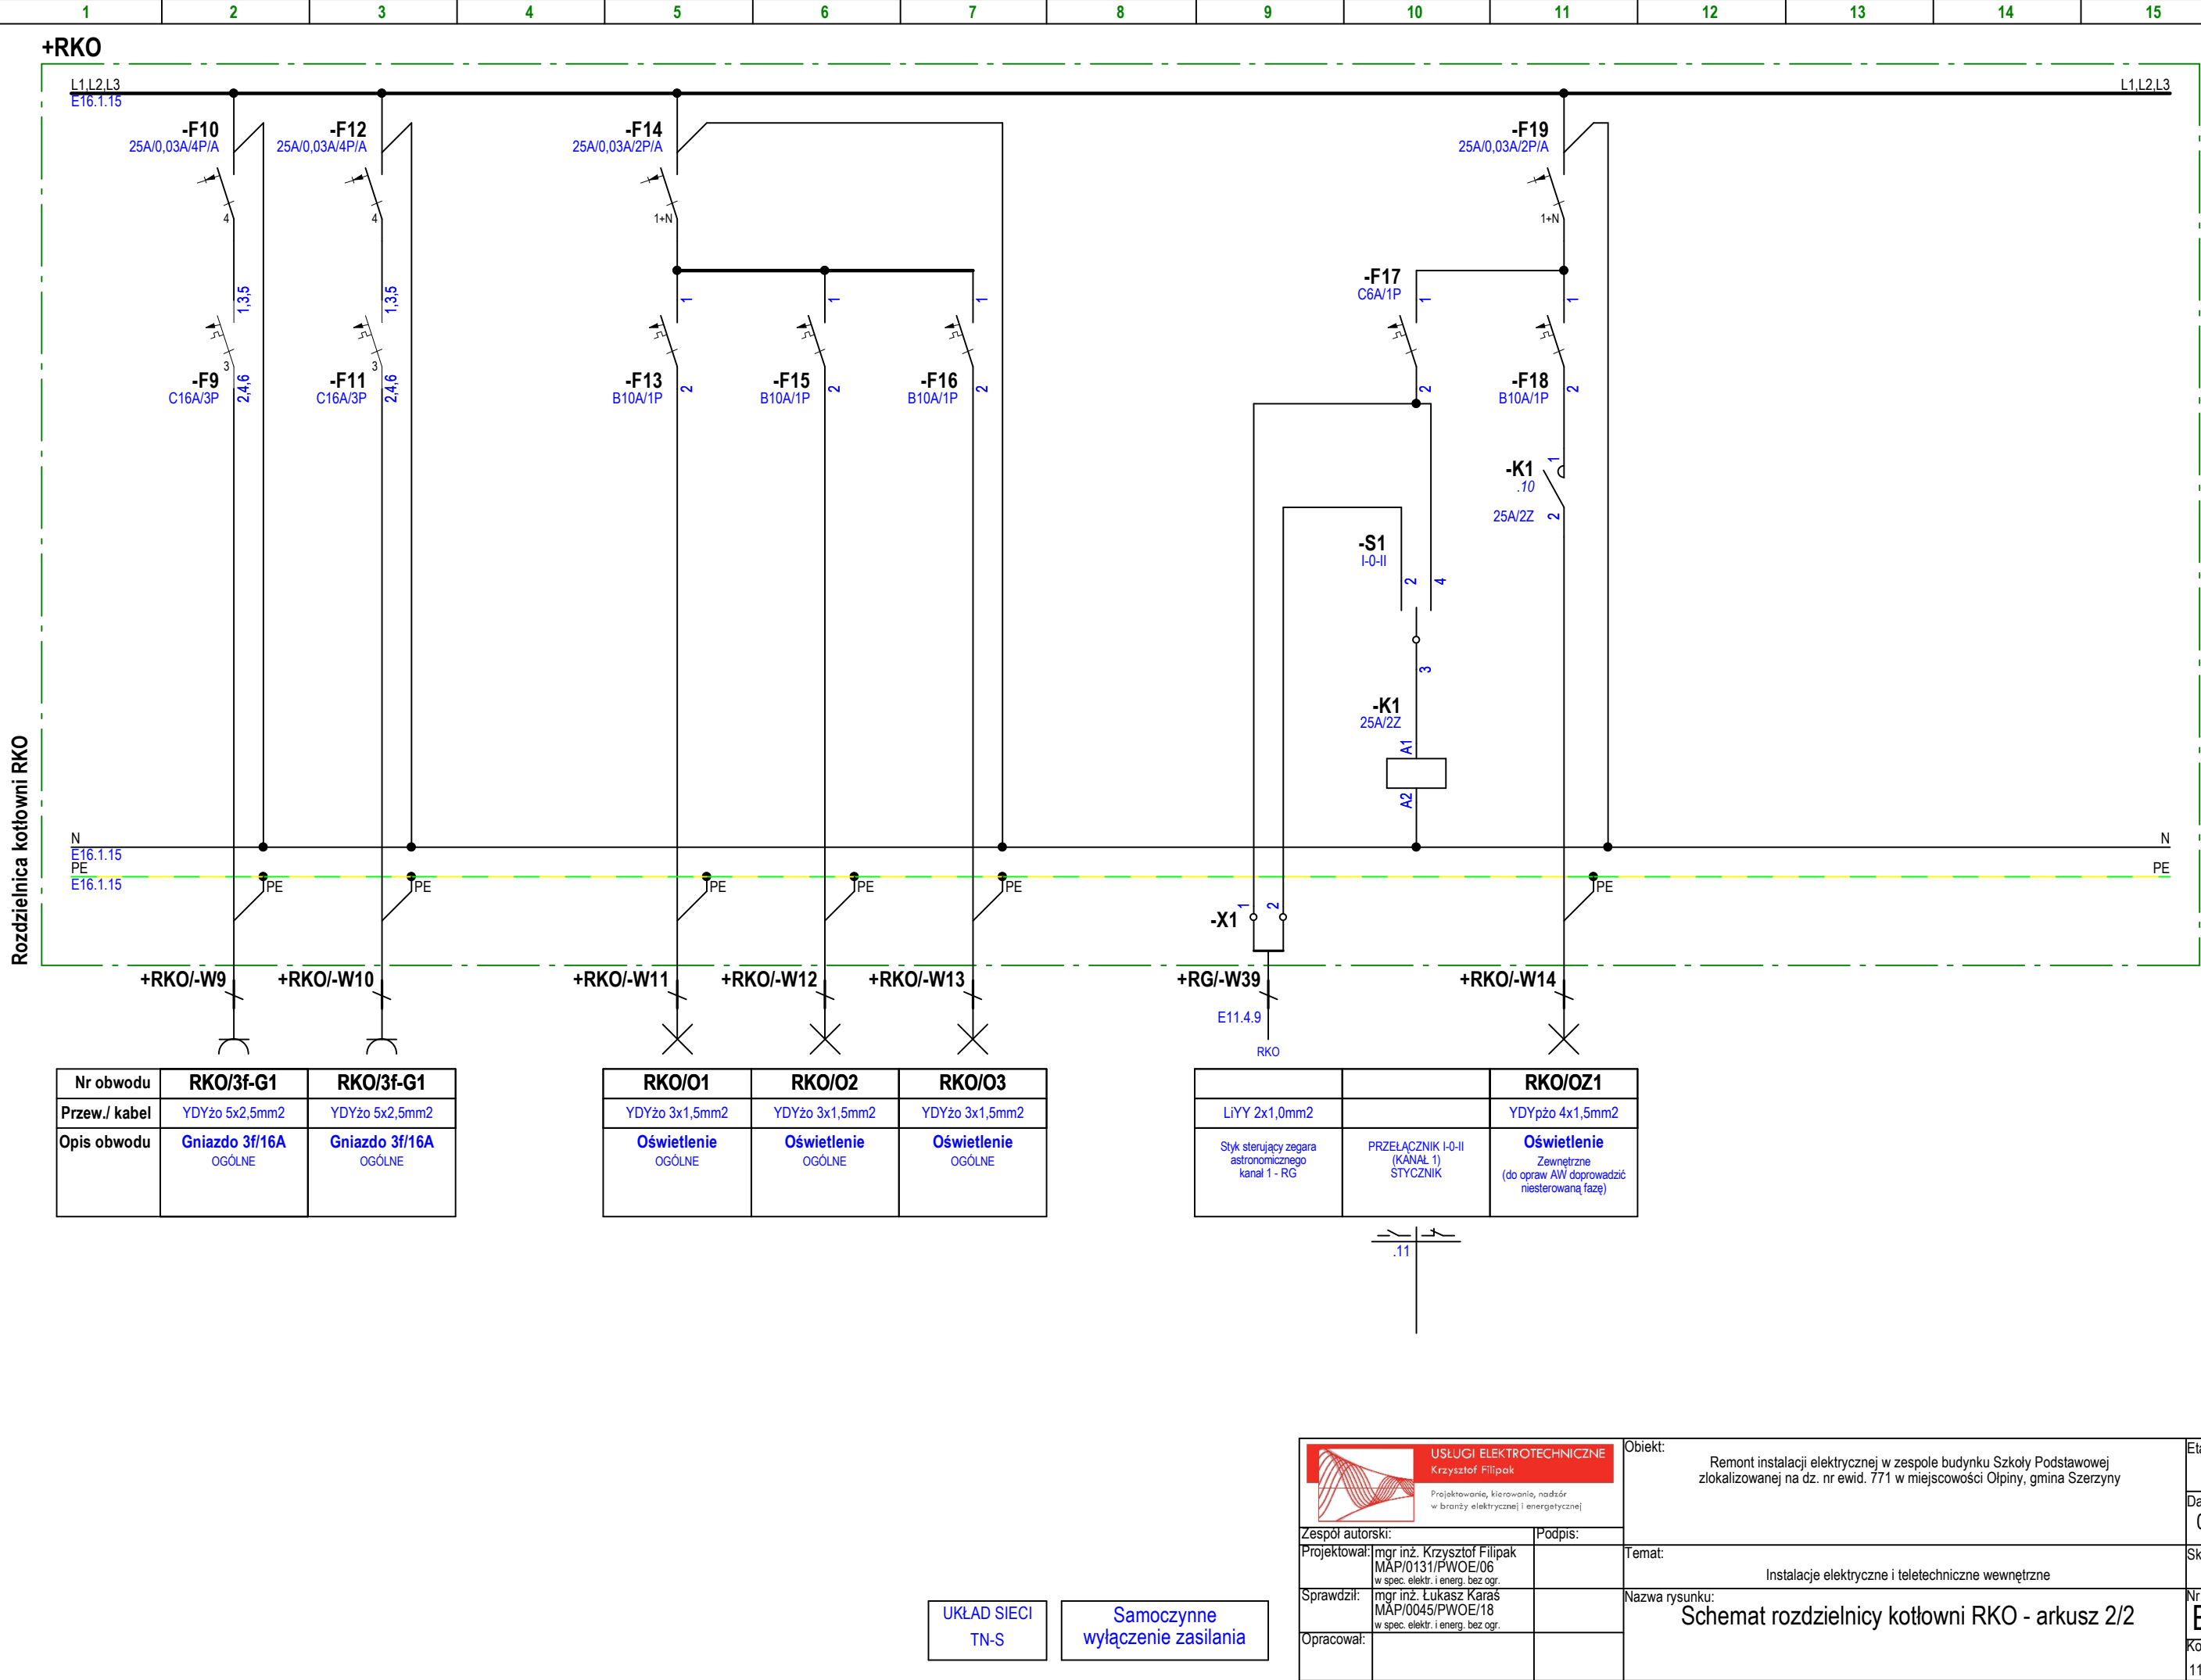 1 2 3 4 5 6 7 8 9 10 11 12 13 14 15
+RKO
L1,L2,L3 L1,L2,L3
E16.1.15
-F10 -F12 -F14 -F19
25A/0,03A/4P/A 25A/0,03A/4P/A 25A/0,03A/2P/A 25A/0,03A/2P/A
4 4 1+N 1+N
-F17
C6A/1P
1,3,5 1,3,5 1 1 1 1 1
3 3
-F9 -F11 -F13 -F15 -F16 -F18
C16A/3P C16A/3P B10A/1P B10A/1P B10A/1P B10A/1P
2,4,6 2,4,6 2 2 2 2 2
-K1 1
.10
25A/2Z 2
-S1
I-0-II
2 4
3
-K1
25A/2Z
A1
A2
Rozdzielnica kotłowni RKO
N N
E16.1.15
PE PE
E16.1.15
PE PE PE PE PE PE
-X1 1 2
+RKO/-W9 +RKO/-W10 +RKO/-W11 +RKO/-W12 +RKO/-W13 +RG/-W39 +RKO/-W14
E11.4.9
RKO
Nr obwodu RKO/3f-G1 RKO/3f-G1 RKO/O1 RKO/O2 RKO/O3 RKO/OZ1
Przew./ kabel YDYżo 5x2,5mm2 YDYżo 5x2,5mm2 YDYżo 3x1,5mm2 YDYżo 3x1,5mm2 YDYżo 3x1,5mm2 LiYY 2x1,0mm2 YDYpżo 4x1,5mm2
Opis obwodu Gniazdo 3f/16A Gniazdo 3f/16A Oświetlenie Oświetlenie Oświetlenie Oświetlenie
OGÓLNE OGÓLNE OGÓLNE OGÓLNE OGÓLNE
Styk sterujący zegara
astronomicznego
kanał 1 - RG
PRZEŁĄCZNIK I-0-II
(KANAŁ 1)
STYCZNIK
Zewnętrzne
(do opraw AW doprowadzić
niesterowaną fazę)
.11
UKŁAD SIECI
TN-S
Samoczynne
wyłączenie zasilania
USŁUGI ELEKTROTECHNICZNE
Krzysztof Filipak
Projektowanie, kierowanie, nadzór
w branży elektrycznej i energetycznej
Obiekt:
Remont instalacji elektrycznej w zespole budynku Szkoły Podstawowej
zlokalizowanej na dz. nr ewid. 771 w miejscowości Ołpiny, gmina Szerzyny
Zespół autorski: Podpis:
Projektował: mgr inż. Krzysztof Filipak
MAP/0131/PWOE/06
w spec. elektr. i energ. bez ogr.
Temat:
Instalacje elektryczne i teletechniczne wewnętrzne
Sprawdził: mgr inż. Łukasz Karaś
MAP/0045/PWOE/18
w spec. elektr. i energ. bez ogr.
Nazwa rysunku:
Schemat rozdzielnicy kotłowni RKO - arkusz 2/2
Opracował:
Nr
11